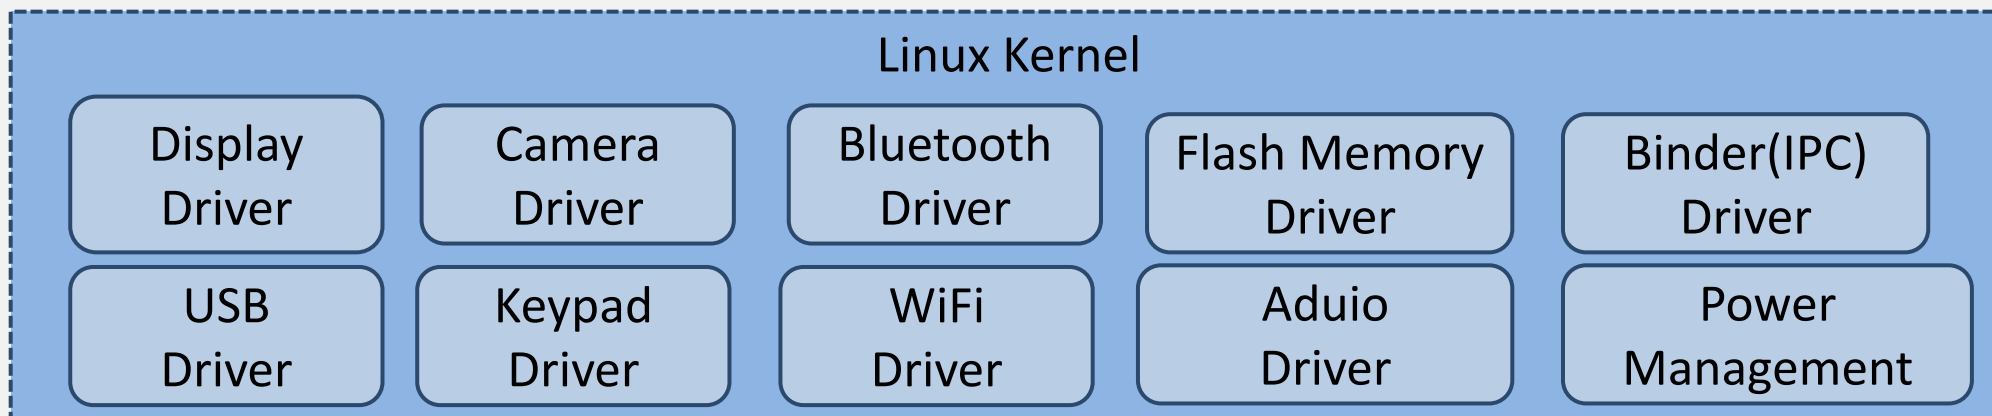 Linux Kernel
Display
Driver
Camera
Driver
Bluetooth
Driver
Flash Memory
Driver
Binder(IPC)
Driver
USB
Driver
Keypad
Driver
WiFi
Driver
Aduio
Driver
Power
Management